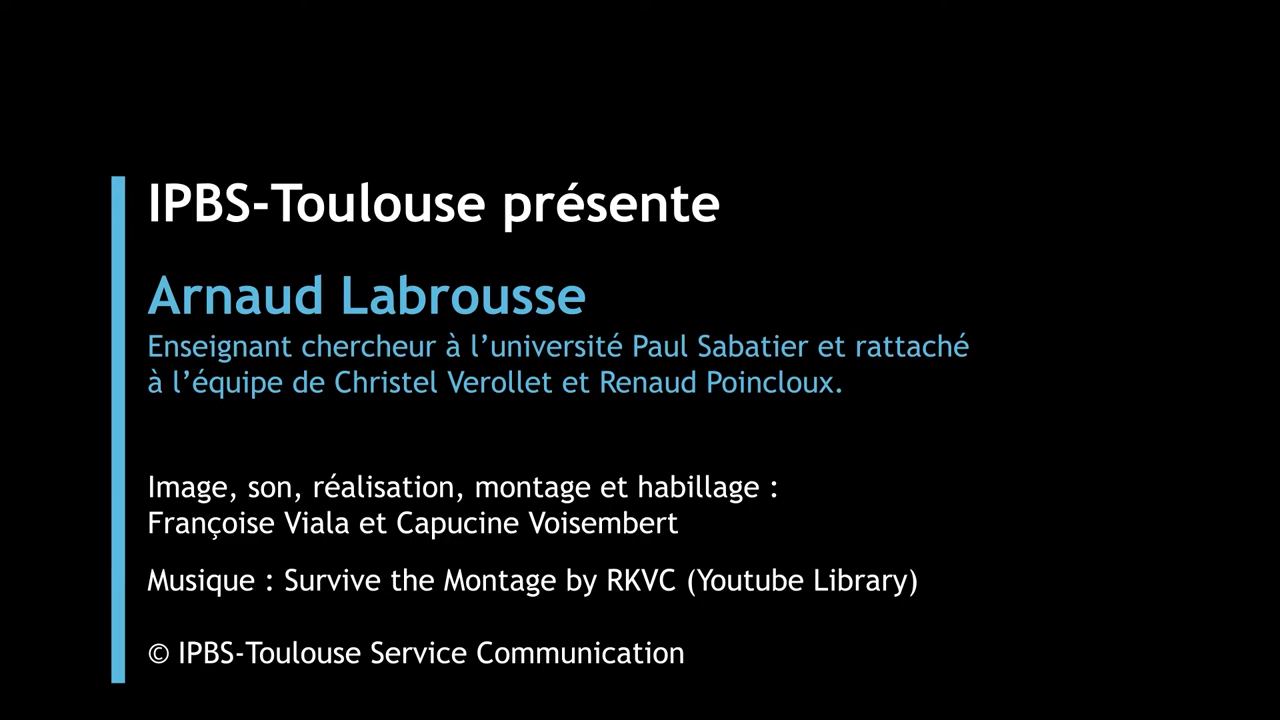 IPBS-Toulouse présente
Arnaud Labrousse
Enseignant chercheur à l’université Paul Sabatier et rattaché
à l’équipe de Christel Verollet et Renaud Poincloux.
Image, son, réalisation, montage et habillage :
Françoise Viala et Capucine Voisembert
Musique : Survive the Montage by RKVC (Youtube Library)
© IPBS-Toulouse Service Communication